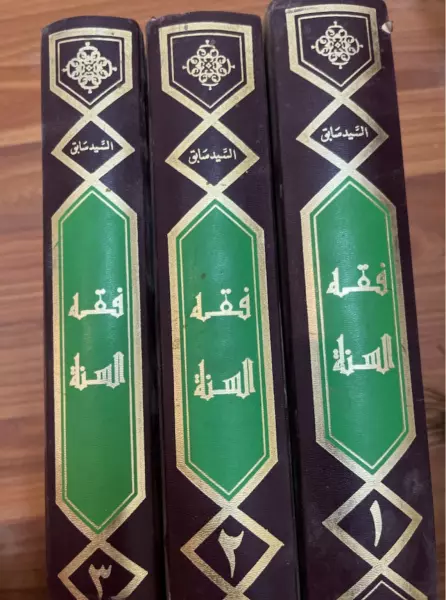 السيد سابق
فقه
السنة
١
السيد سابق
فقه
السنة
٢
السيد سابق
فقه
السنة
٣